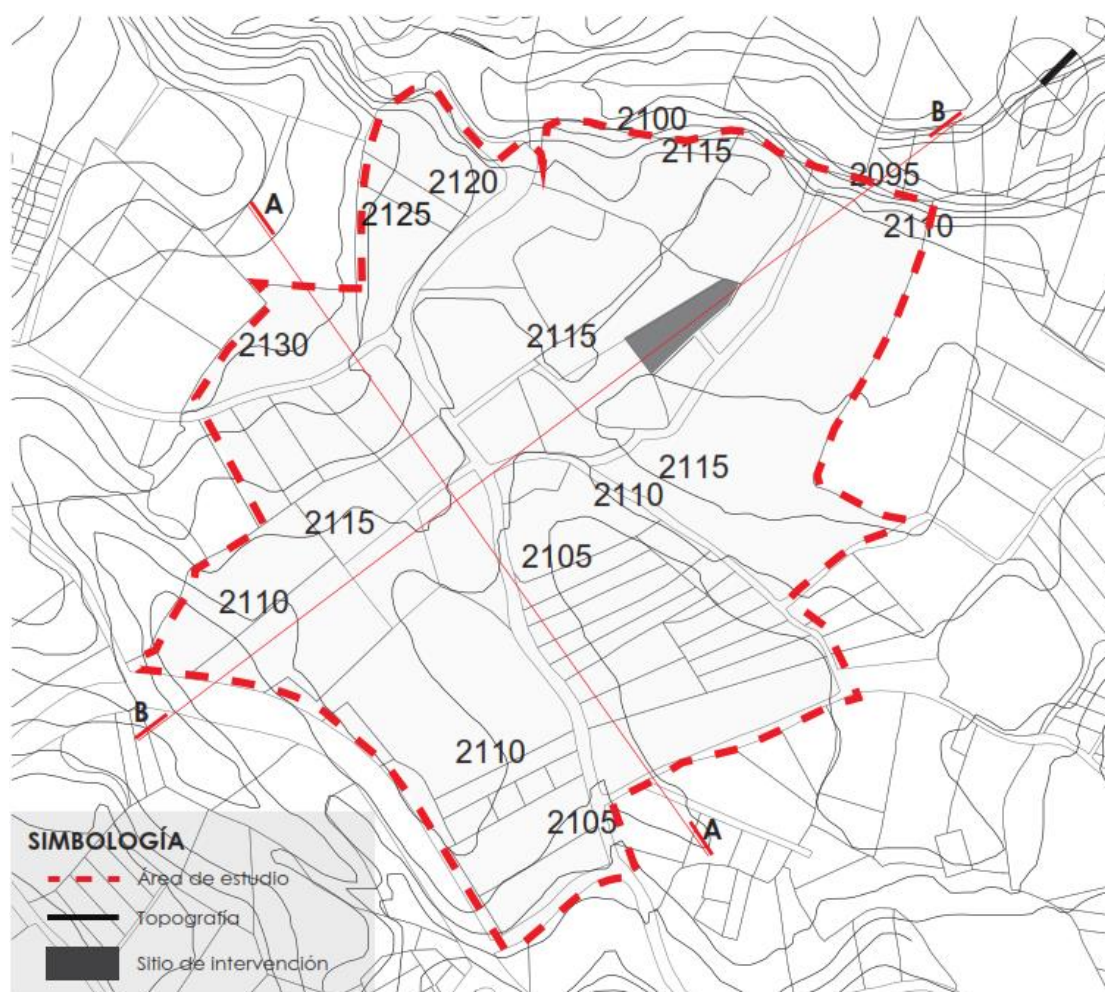 B
2100
2115
2095
2120
A
2125
2110
2130
2115
2115
2110
2115
2105
2110
B
2110
2105
A
SIMBOLOGÍA
Área de estudio
Topografía
Sitio de intervención